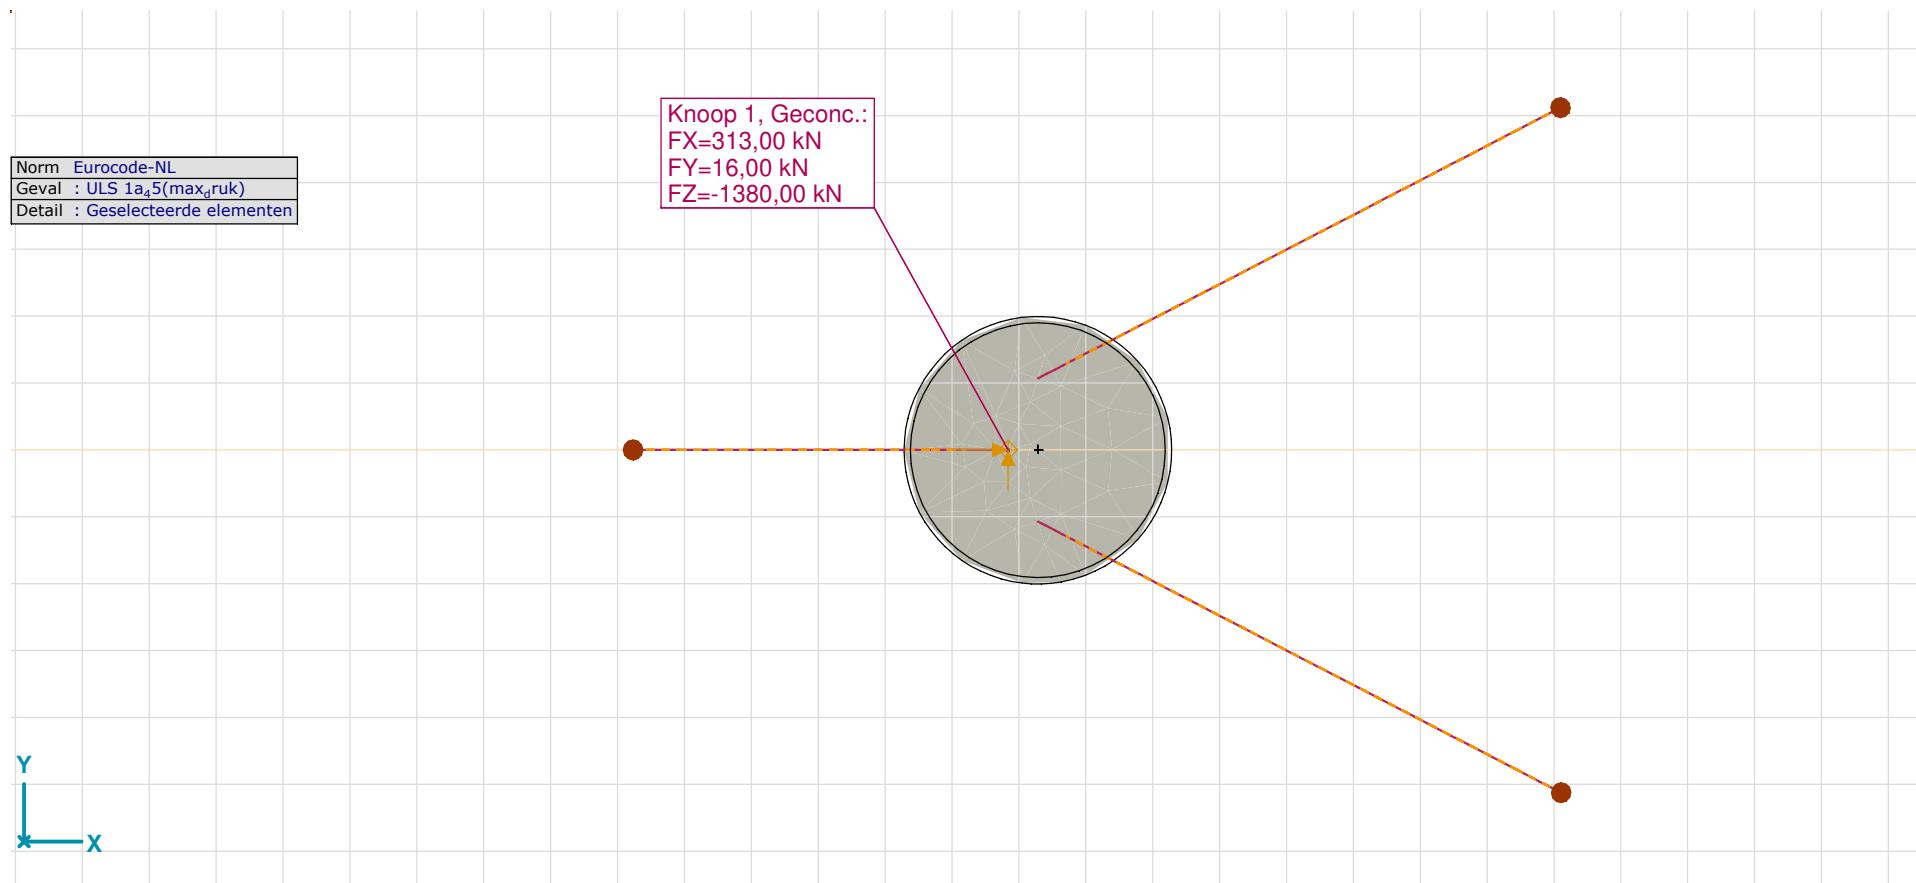 Knoop 1, Geconc.:
FX=313,00 kN
FY=16,00 kN
FZ=-1380,00 kN
Norm Eurocode-NL
Geval : ULS 1a₄5(max_druk)
Detail : Geselecteerde elementen
Y
X